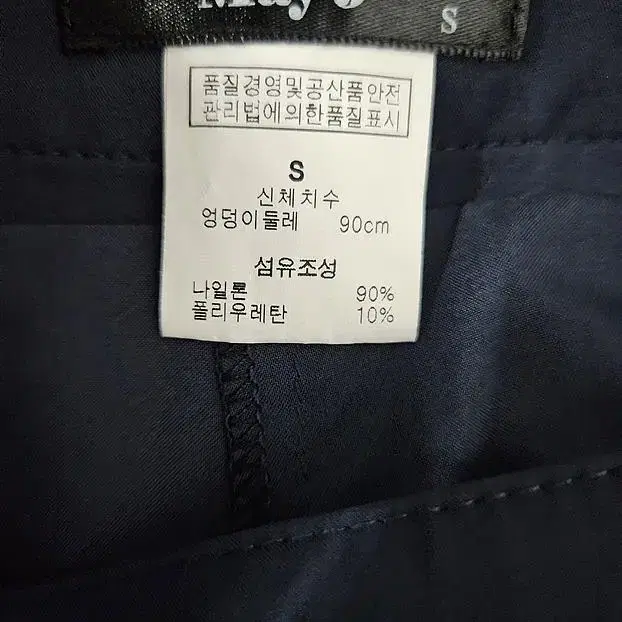 May 5
S
품질경영및공산품안전
관리법에의한품질표시
S
신체치수
엉덩이둘레 90cm
섬유조성
나일론 90%
폴리우레탄 10%